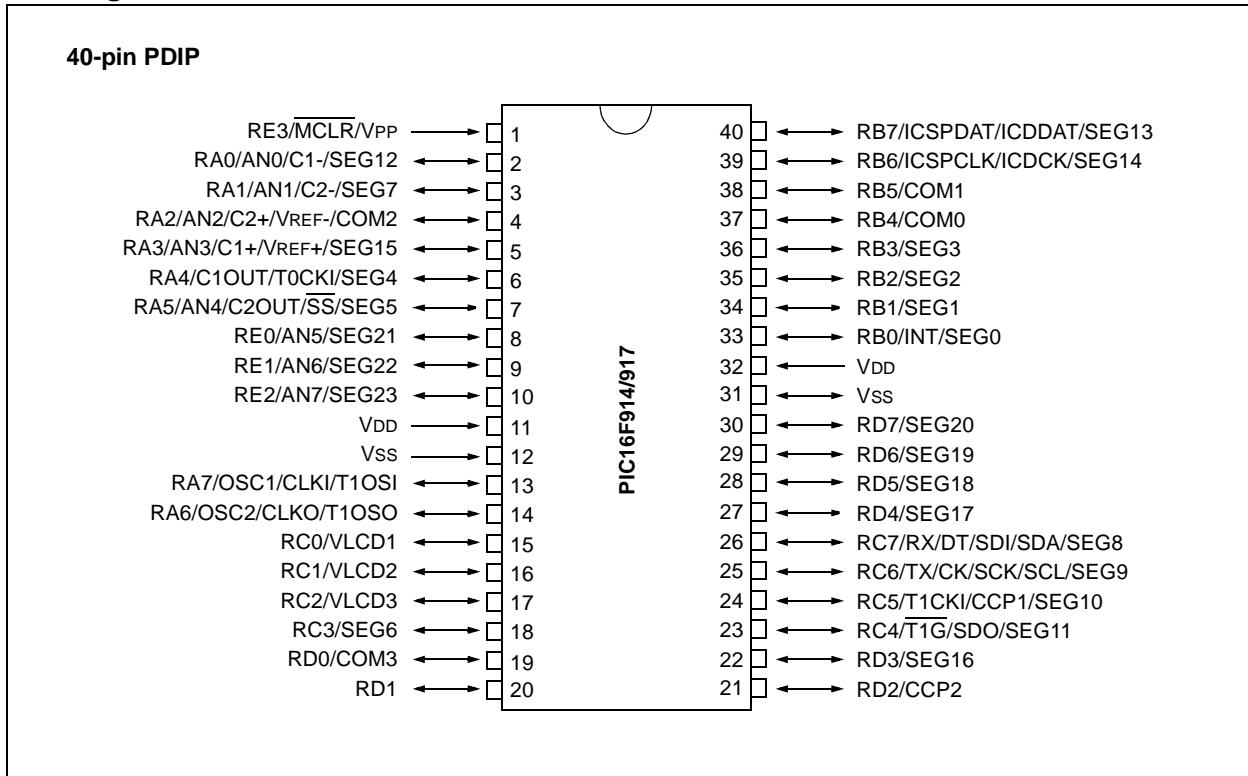 40-pin PDIP
RE3/MCLR/VPP 1
RA0/AN0/C1-/SEG12 2
RA1/AN1/C2-/SEG7 3
RA2/AN2/C2+/VREF-/COM2 4
RA3/AN3/C1+/VREF+/SEG15 5
RA4/C1OUT/T0CKI/SEG4 6
RA5/AN4/C2OUT/SS/SEG5 7
RE0/AN5/SEG21 8
RE1/AN6/SEG22 9
RE2/AN7/SEG23 10
VDD 11
VSS 12
RA7/OSC1/CLKI/T1OSI 13
RA6/OSC2/CLKO/T1OSO 14
RC0/VLCD1 15
RC1/VLCD2 16
RC2/VLCD3 17
RC3/SEG6 18
RD0/COM3 19
RD1 20
PIC16F914/917
40 RB7/ICSPDAT/ICDDAT/SEG13
39 RB6/ICSPCLK/ICDCK/SEG14
38 RB5/COM1
37 RB4/COM0
36 RB3/SEG3
35 RB2/SEG2
34 RB1/SEG1
33 RB0/INT/SEG0
32 VDD
31 VSS
30 RD7/SEG20
29 RD6/SEG19
28 RD5/SEG18
27 RD4/SEG17
26 RC7/RX/DT/SDI/SDA/SEG8
25 RC6/TX/CK/SCK/SCL/SEG9
24 RC5/T1CKI/CCP1/SEG10
23 RC4/T1G/SDO/SEG11
22 RD3/SEG16
21 RD2/CCP2